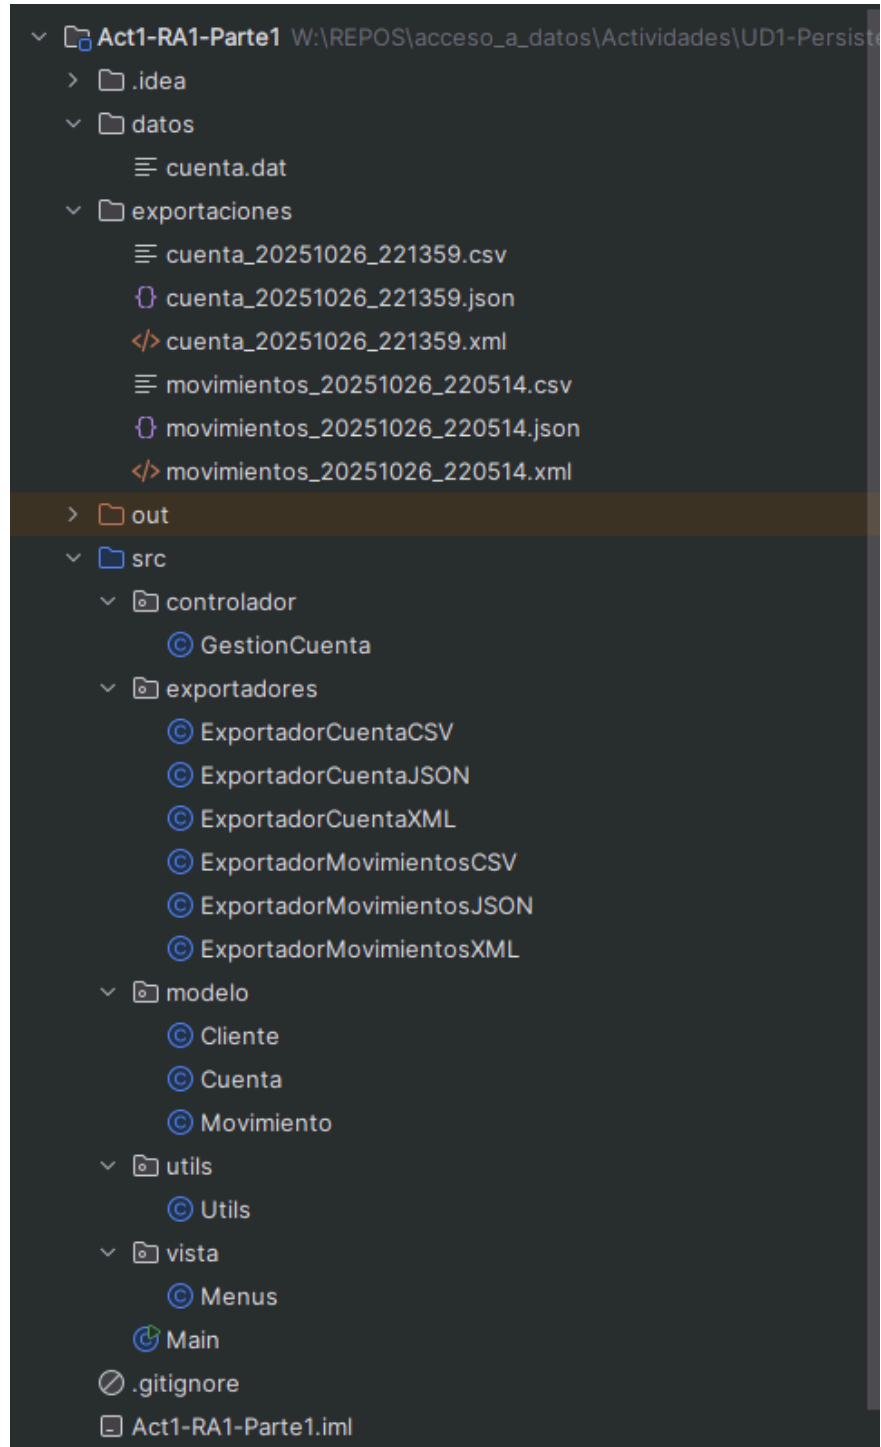 Act1-RA1-Parte1 W:\REPOS\acceso_a_datos\Actividades\UD1-Persiste
.idea
datos
cuenta.dat
exportaciones
cuenta_20251026_221359.csv
cuenta_20251026_221359.json
cuenta_20251026_221359.xml
movimientos_20251026_220514.csv
movimientos_20251026_220514.json
movimientos_20251026_220514.xml
out
src
controlador
GestionCuenta
exportadores
ExportadorCuentaCSV
ExportadorCuentaJSON
ExportadorCuentaXML
ExportadorMovimientosCSV
ExportadorMovimientosJSON
ExportadorMovimientosXML
modelo
Cliente
Cuenta
Movimiento
utils
Utils
vista
Menus
Main
.gitignore
Act1-RA1-Parte1.iml